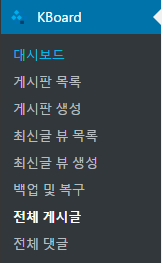 KBoard
대시보드
게시판 목록
게시판 생성
최신글 뷰 목록
최신글 뷰 생성
백업 및 복구
전체 게시글
전체 댓글